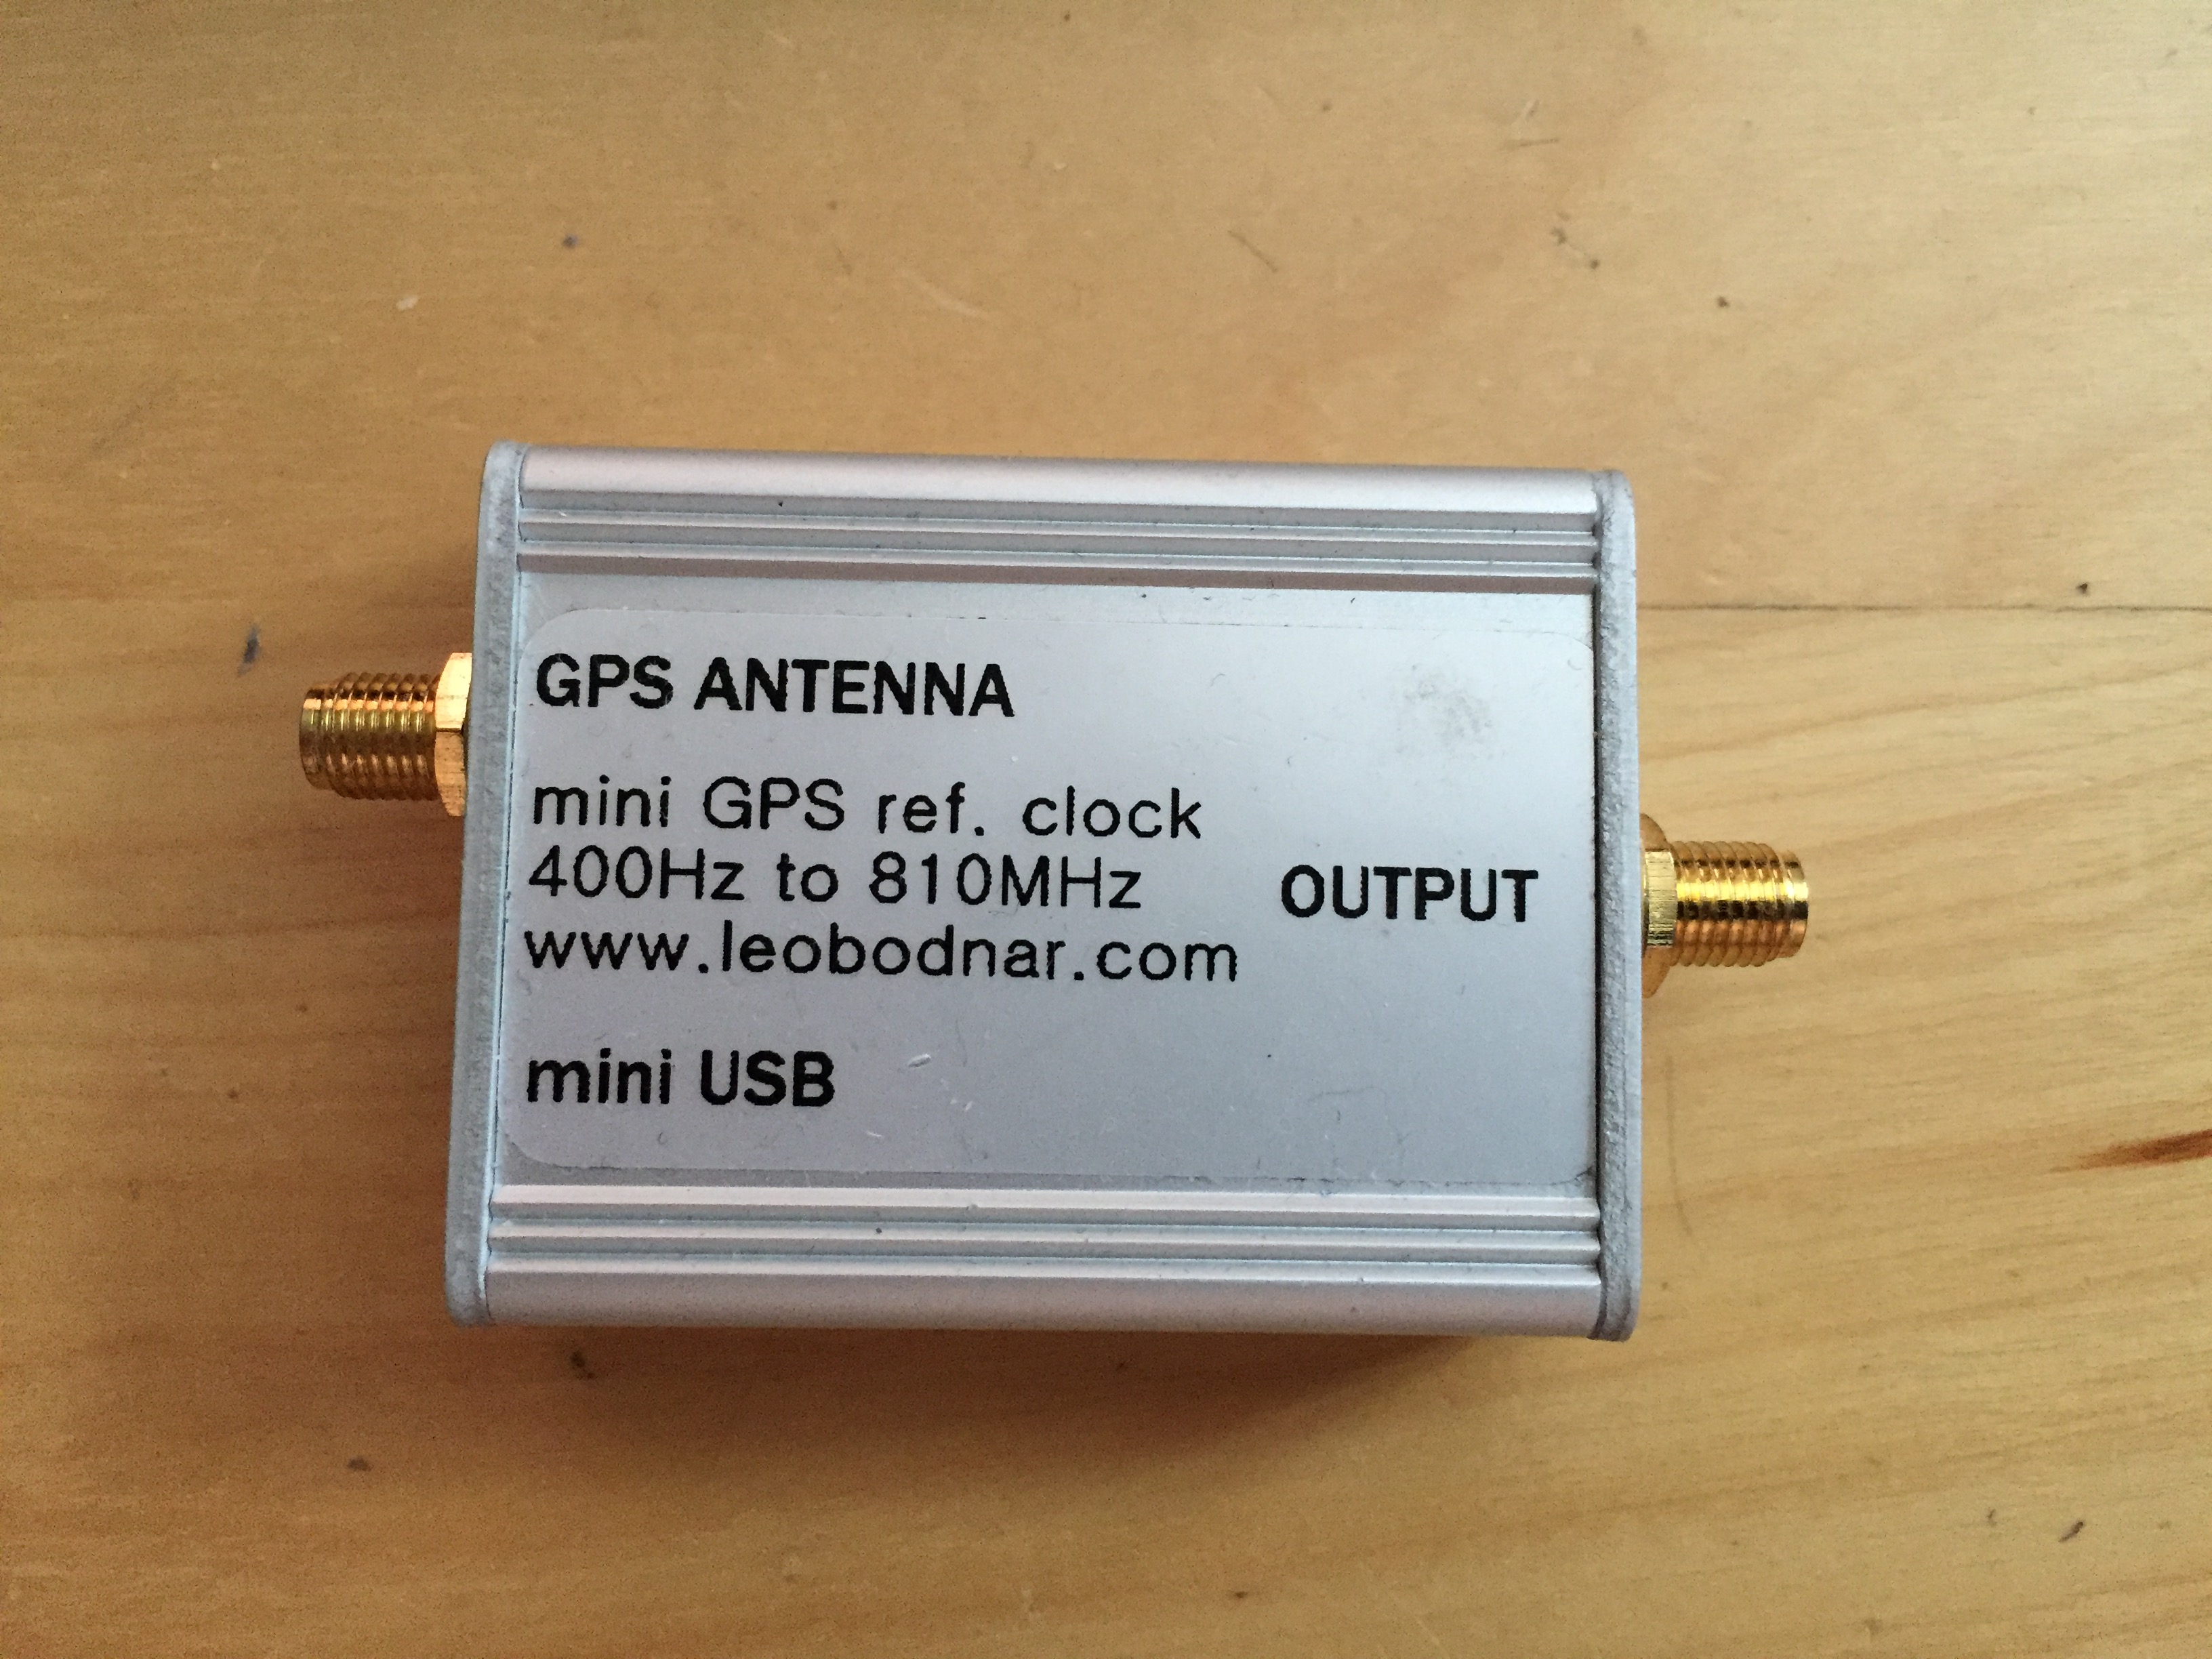 GPS ANTENNA
mini GPS ref. clock
400Hz to 810MHz
OUTPUT
www.leobodnar.com
mini USB